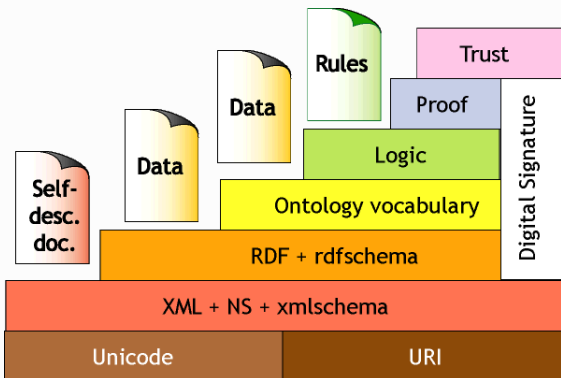 Trust
Rules
Proof
Data
Logic
Data
Self-
desc.
doc.
Ontology vocabulary
Digital Signature
RDF + rdfschema
XML + NS + xmlschema
Unicode
URI